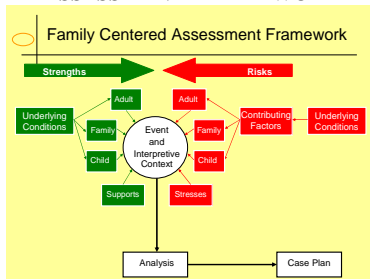 Family Centered Assessment Framework
Strengths
Risks
Adult
Adult
Underlying
Conditions
Family
Event
and
Interpretive
Context
Family
Contributing
Factors
Underlying
Conditions
Child
Child
Supports
Stresses
Analysis
Case Plan